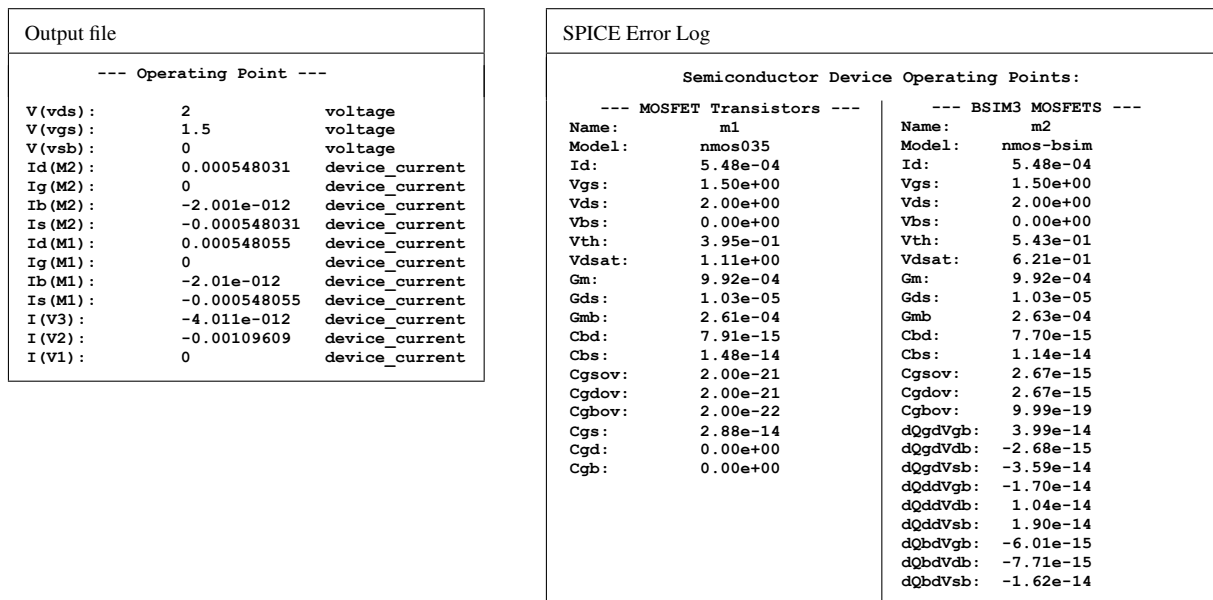 Output file
--- Operating Point ---
V(vds): 2 voltage
V(vgs): 1.5 voltage
V(vsb): 0 voltage
Id(M2): 0.000548031 device_current
Ig(M2): 0 device_current
Ib(M2): -2.001e-012 device_current
Is(M2): -0.000548031 device_current
Id(M1): 0.000548055 device_current
Ig(M1): 0 device_current
Ib(M1): -2.01e-012 device_current
Is(M1): -0.000548055 device_current
I(V3): -4.011e-012 device_current
I(V2): -0.00109609 device_current
I(V1): 0 device_current
SPICE Error Log
Semiconductor Device Operating Points:
--- MOSFET Transistors ---
Name: m1
Model: nmos035
Id: 5.48e-04
Vgs: 1.50e+00
Vds: 2.00e+00
Vbs: 0.00e+00
Vth: 3.95e-01
Vdsat: 1.11e+00
Gm: 9.92e-04
Gds: 1.03e-05
Gmb: 2.61e-04
Cbd: 7.91e-15
Cbs: 1.48e-14
Cgsov: 2.00e-21
Cgdov: 2.00e-21
Cgbov: 2.00e-22
Cgs: 2.88e-14
Cgd: 0.00e+00
Cgb: 0.00e+00
--- BSIM3 MOSFETS ---
Name: m2
Model: nmos-bsim
Id: 5.48e-04
Vgs: 1.50e+00
Vds: 2.00e+00
Vbs: 0.00e+00
Vth: 5.43e-01
Vdsat: 6.21e-01
Gm: 9.92e-04
Gds: 1.03e-05
Gmb 2.63e-04
Cbd: 7.70e-15
Cbs: 1.14e-14
Cgsov: 2.67e-15
Cgdov: 2.67e-15
Cgbov: 9.99e-19
dQgdVgb: 3.99e-14
dQgdVdb: -2.68e-15
dQgdVsb: -3.59e-14
dQddVgb: -1.70e-14
dQddVdb: 1.04e-14
dQddVsb: 1.90e-14
dQbdVgb: -6.01e-15
dQbdVdb: -7.71e-15
dQbdVsb: -1.62e-14